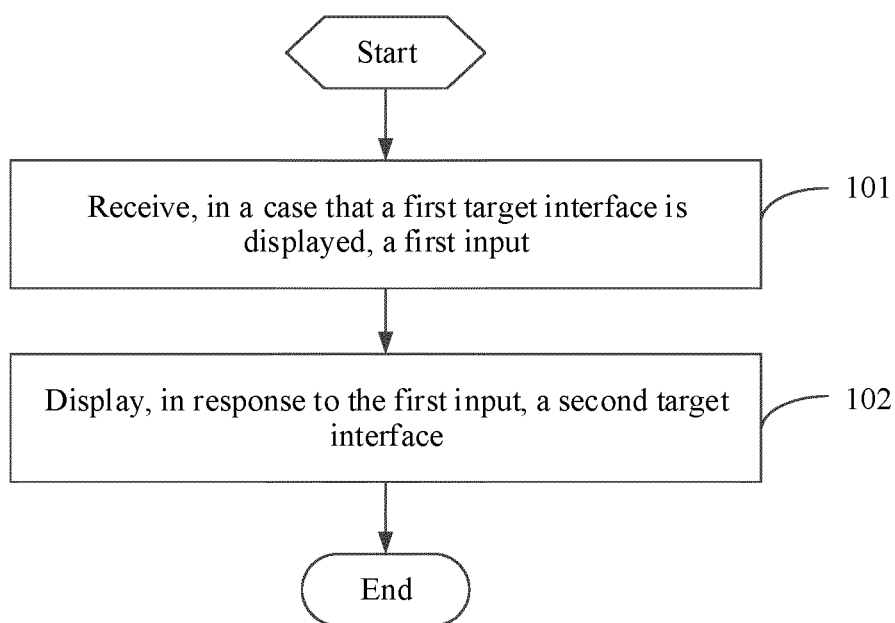 Start
Receive, in a case that a first target interface is
displayed, a first input
101
Display, in response to the first input, a second target
interface
102
End